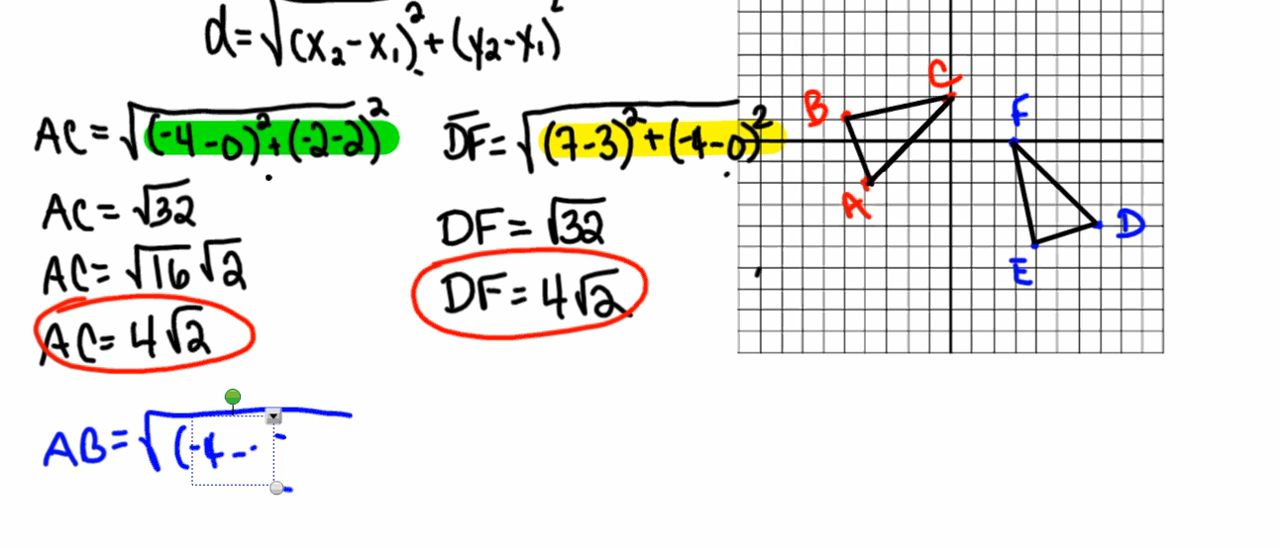 d=√(x₂-x₁)²+(y₂-y₁)²
AC=√(-4-0)²+(-2-2)²
AC=√32
AC=√16√2
AC=4√2
AB=√(-4-
DF=√(7-3)²+(-4-0)²
DF=√32
DF=4√2
C
B
A
F
D
E